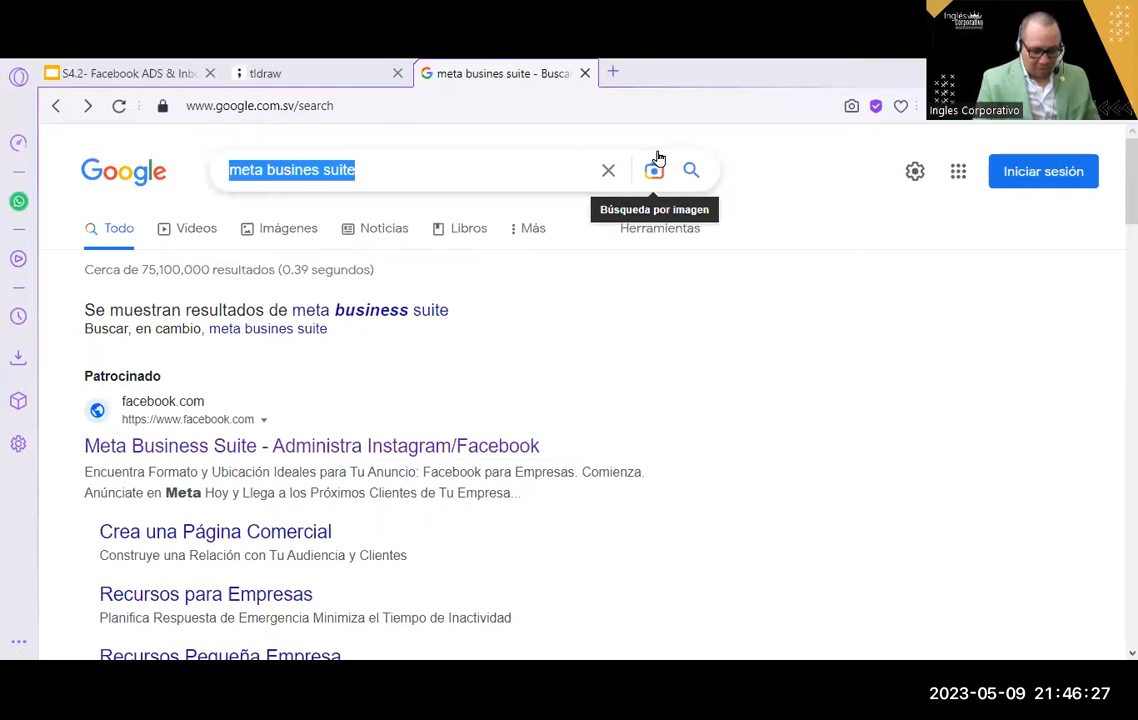 S4.2- Facebook ADS & Inb
tldraw
meta busines suite - Busca
Inglés
Corporativo
Ingles Corporativo
www.google.com.sv/search
Google
meta busines suite
Iniciar sesión
Búsqueda por imagen
Todo
Videos
Imágenes
Noticias
Libros
Más
Herramientas
Cerca de 75,100,000 resultados (0.39 segundos)
Se muestran resultados de meta business suite
Buscar, en cambio, meta busines suite
Patrocinado
facebook.com
https://www.facebook.com
Meta Business Suite - Administra Instagram/Facebook
Encuentra Formato y Ubicación Ideales para Tu Anuncio: Facebook para Empresas. Comienza.
Anúnciate en Meta Hoy y Llega a los Próximos Clientes de Tu Empresa...
Crea una Página Comercial
Construye una Relación con Tu Audiencia y Clientes
Recursos para Empresas
Planifica Respuesta de Emergencia Minimiza el Tiempo de Inactividad
Recursos Pequeña Empresa
2023-05-09 21:46:27